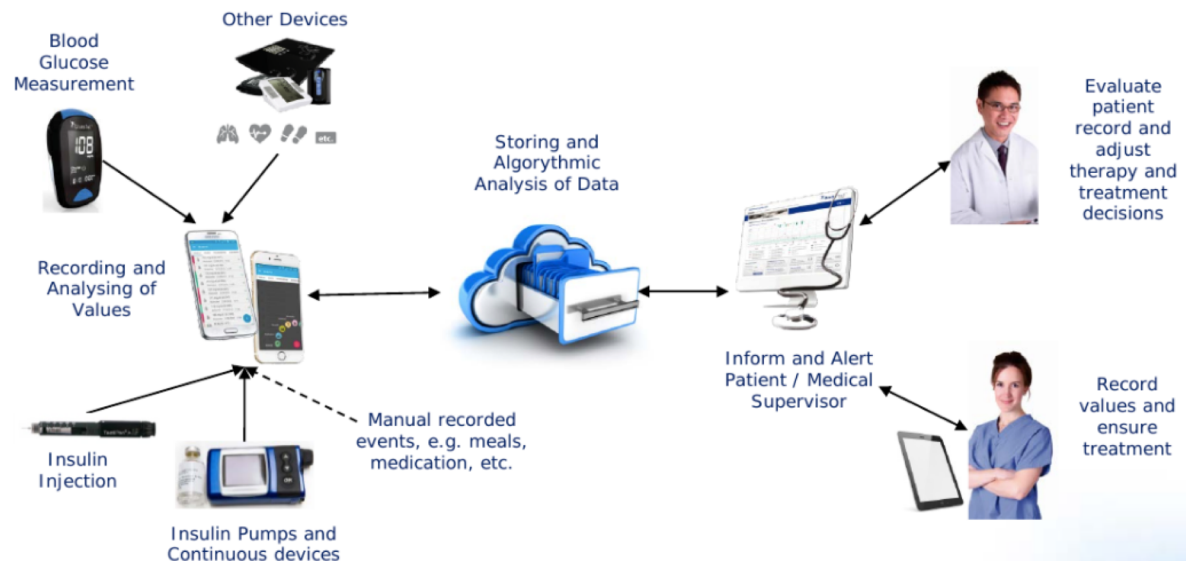 Other Devices
Blood
Glucose
Measurement
108
etc.
Storing and
Algorythmic
Analysis of Data
Evaluate
patient
record and
adjust
therapy and
treatment
decisions
Recording and
Analysing of
Values
Inform and Alert
Patient / Medical
Supervisor
Record
values and
ensure
treatment
Manual recorded
events, e.g. meals,
medication, etc.
Insulin
Injection
Insulin Pumps and
Continuous devices